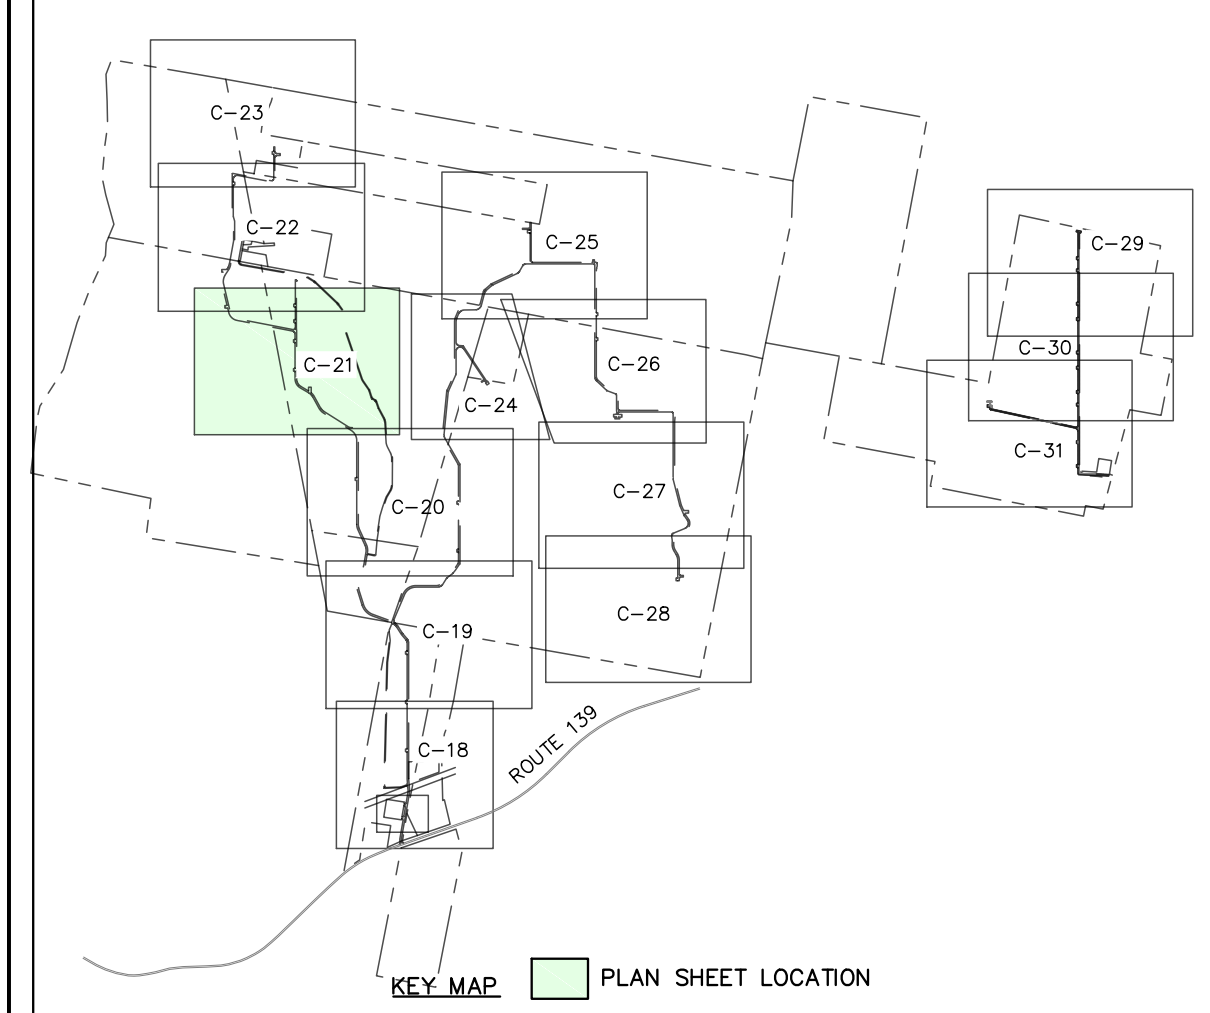 C-23
C-22
C-25
C-29
C-30
C-21
C-26
C-24
C-31
C-27
C-20
C-28
C-19
ROUTE 139
C-18
KEY MAP
PLAN SHEET LOCATION